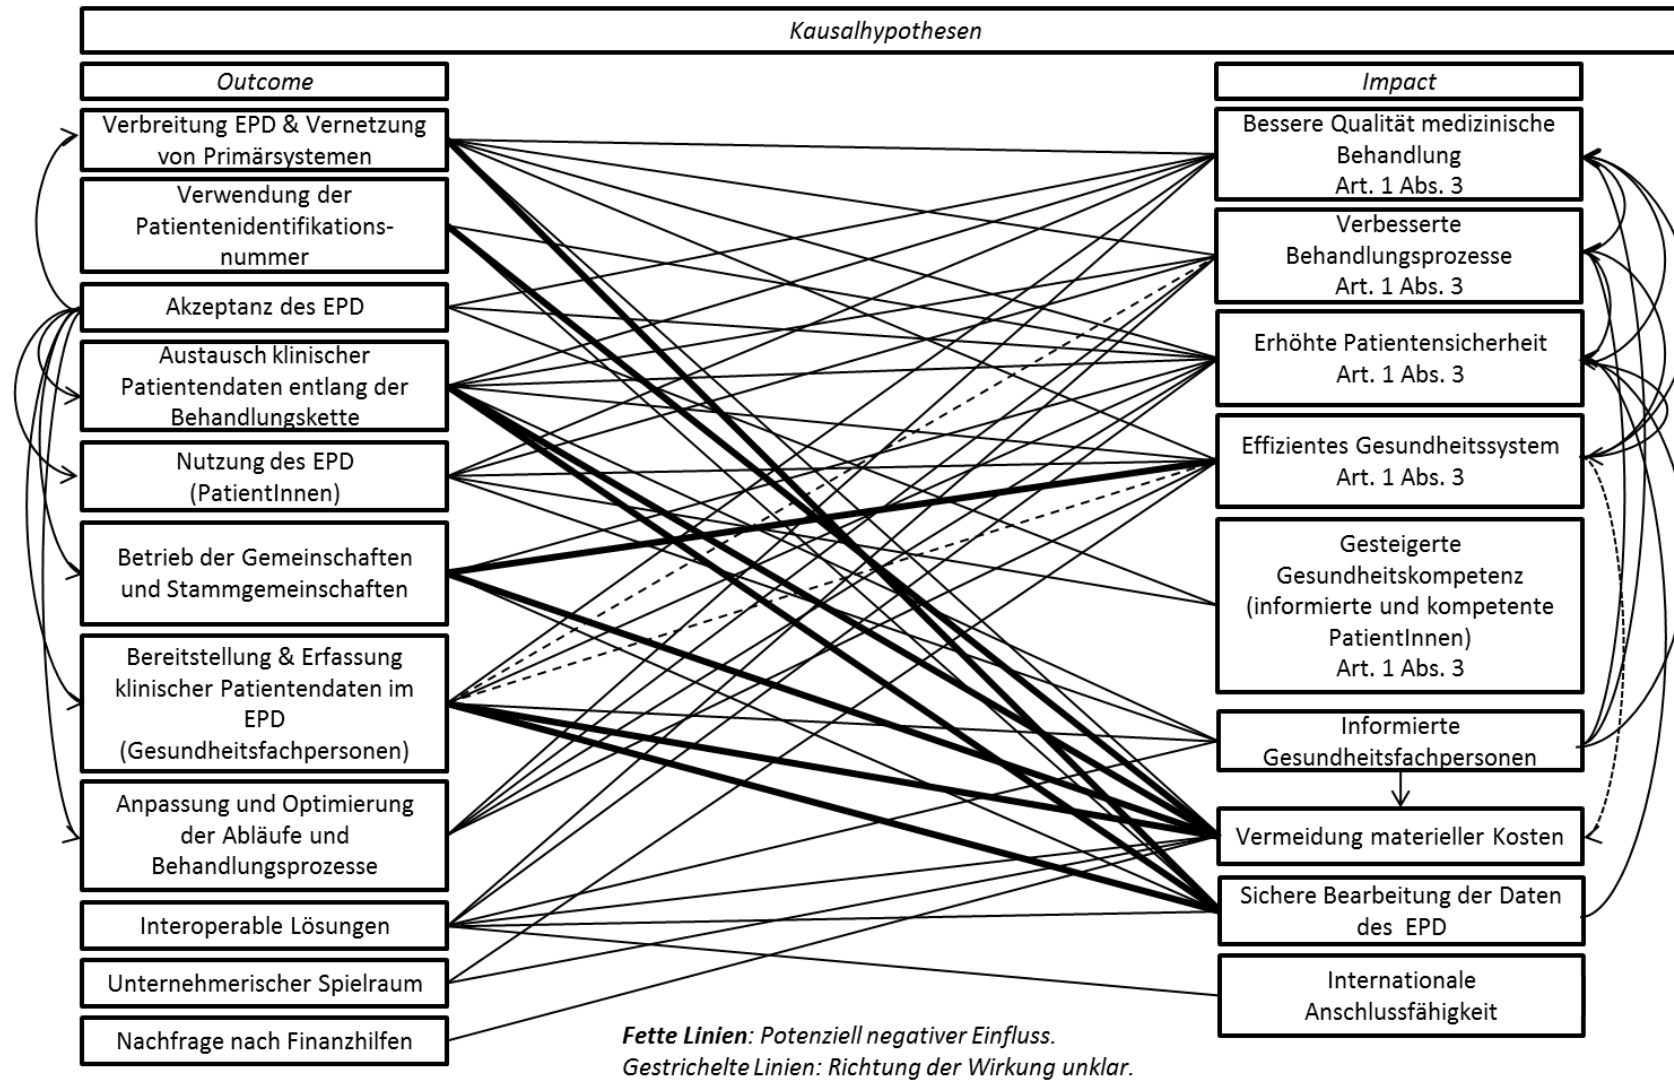 Kausalhypothesen
Outcome
Verbreitung EPD & Vernetzung
von Primärsystemen
Verwendung der
Patientenidentifikations-
nummer
Akzeptanz des EPD
Austausch klinischer
Patientendaten entlang der
Behandlungskette
Nutzung des EPD
(PatientInnen)
Betrieb der Gemeinschaften
und Stammgemeinschaften
Bereitstellung & Erfassung
klinischer Patientendaten im
EPD
(Gesundheitsfachpersonen)
Anpassung und Optimierung
der Abläufe und
Behandlungsprozesse
Interoperable Lösungen
Unternehmerischer Spielraum
Nachfrage nach Finanzhilfen
Impact
Bessere Qualität medizinische
Behandlung
Art. 1 Abs. 3
Verbesserte
Behandlungsprozesse
Art. 1 Abs. 3
Erhöhte Patientensicherheit
Art. 1 Abs. 3
Effizientes Gesundheitssystem
Art. 1 Abs. 3
Gesteigerte
Gesundheitskompetenz
(informierte und kompetente
PatientInnen)
Art. 1 Abs. 3
Informierte
Gesundheitsfachpersonen
Vermeidung materieller Kosten
Sichere Bearbeitung der Daten
des EPD
Internationale
Anschlussfähigkeit
Fette Linien: Potenziell negativer Einfluss.
Gestrichelte Linien: Richtung der Wirkung unklar.